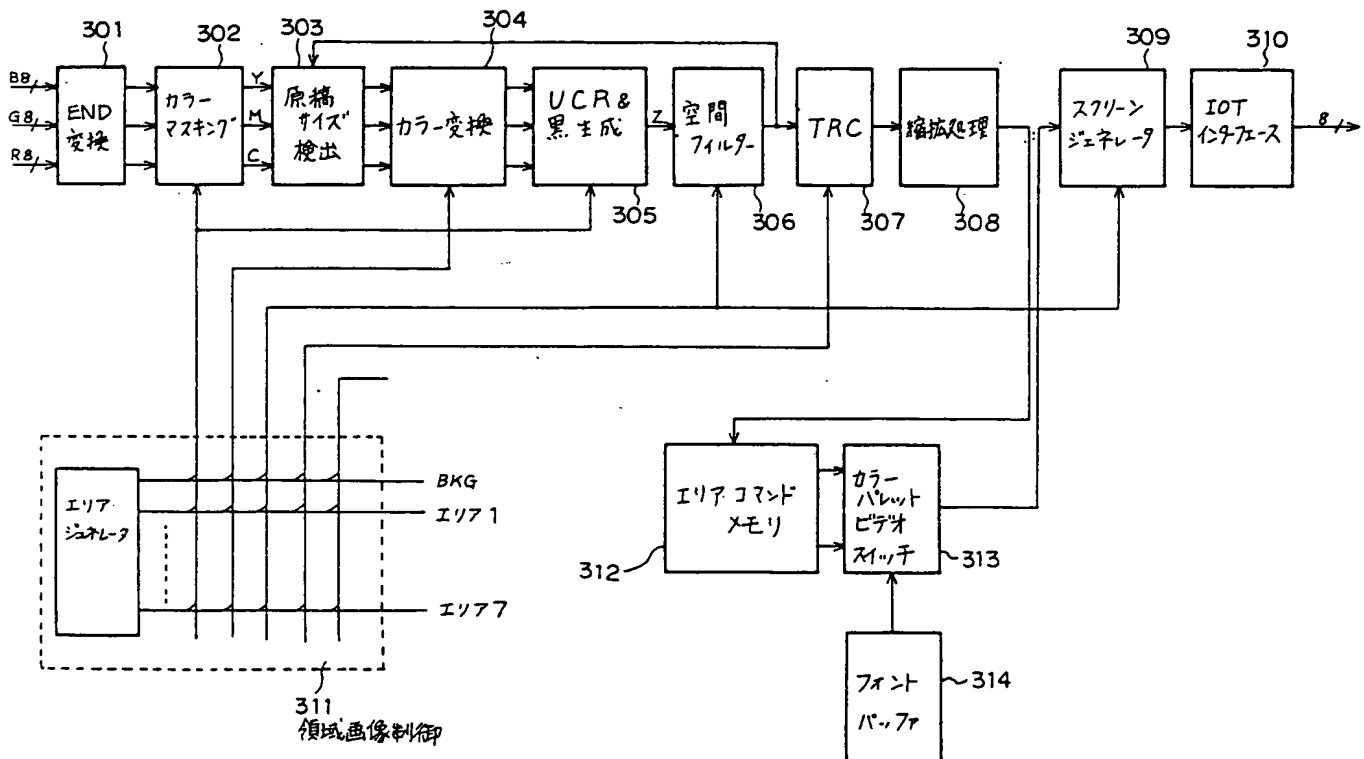 301
302
303
304
309
310
B8
G8
R8
END
変換
カラー
マスキング
Y
M
C
原稿
サイズ
検出
カラー変換
UCR&
黒生成
Z
空間
フィルター
TRC
縮拡処理
スクリーン
ジェネレータ
IOT
インターフェース
8
305
306
307
308
エリア
ジェネレータ
BKG
エリア1
エリア7
311
領域画像制御
エリア・コマンド
メモリ
312
カラー
パレット
ビデオ
スイッチ
313
フォント
バッファ
314